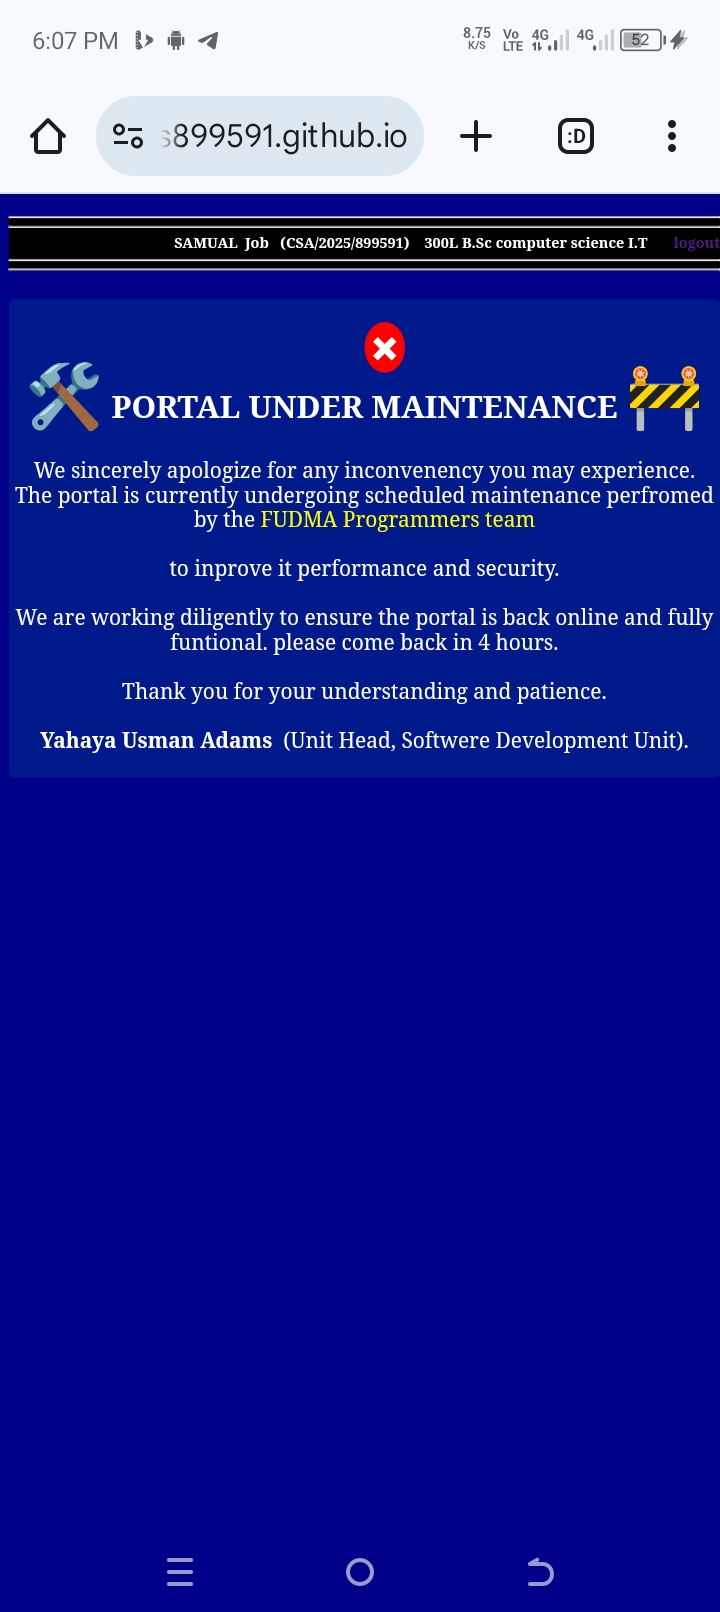 6:07 PM
8.75 K/S Vo LTE 4G 4G 52
s899591.github.io
:D
SAMUAL Job (CSA/2025/899591) 300L B.Sc computer science I.T logout
PORTAL UNDER MAINTENANCE
We sincerely apologize for any inconvenency you may experience.
The portal is currently undergoing scheduled maintenance perfromed
by the FUDMA Programmers team
to inprove it performance and security.
We are working diligently to ensure the portal is back online and fully
funtional. please come back in 4 hours.
Thank you for your understanding and patience.
Yahaya Usman Adams (Unit Head, Softwere Development Unit).